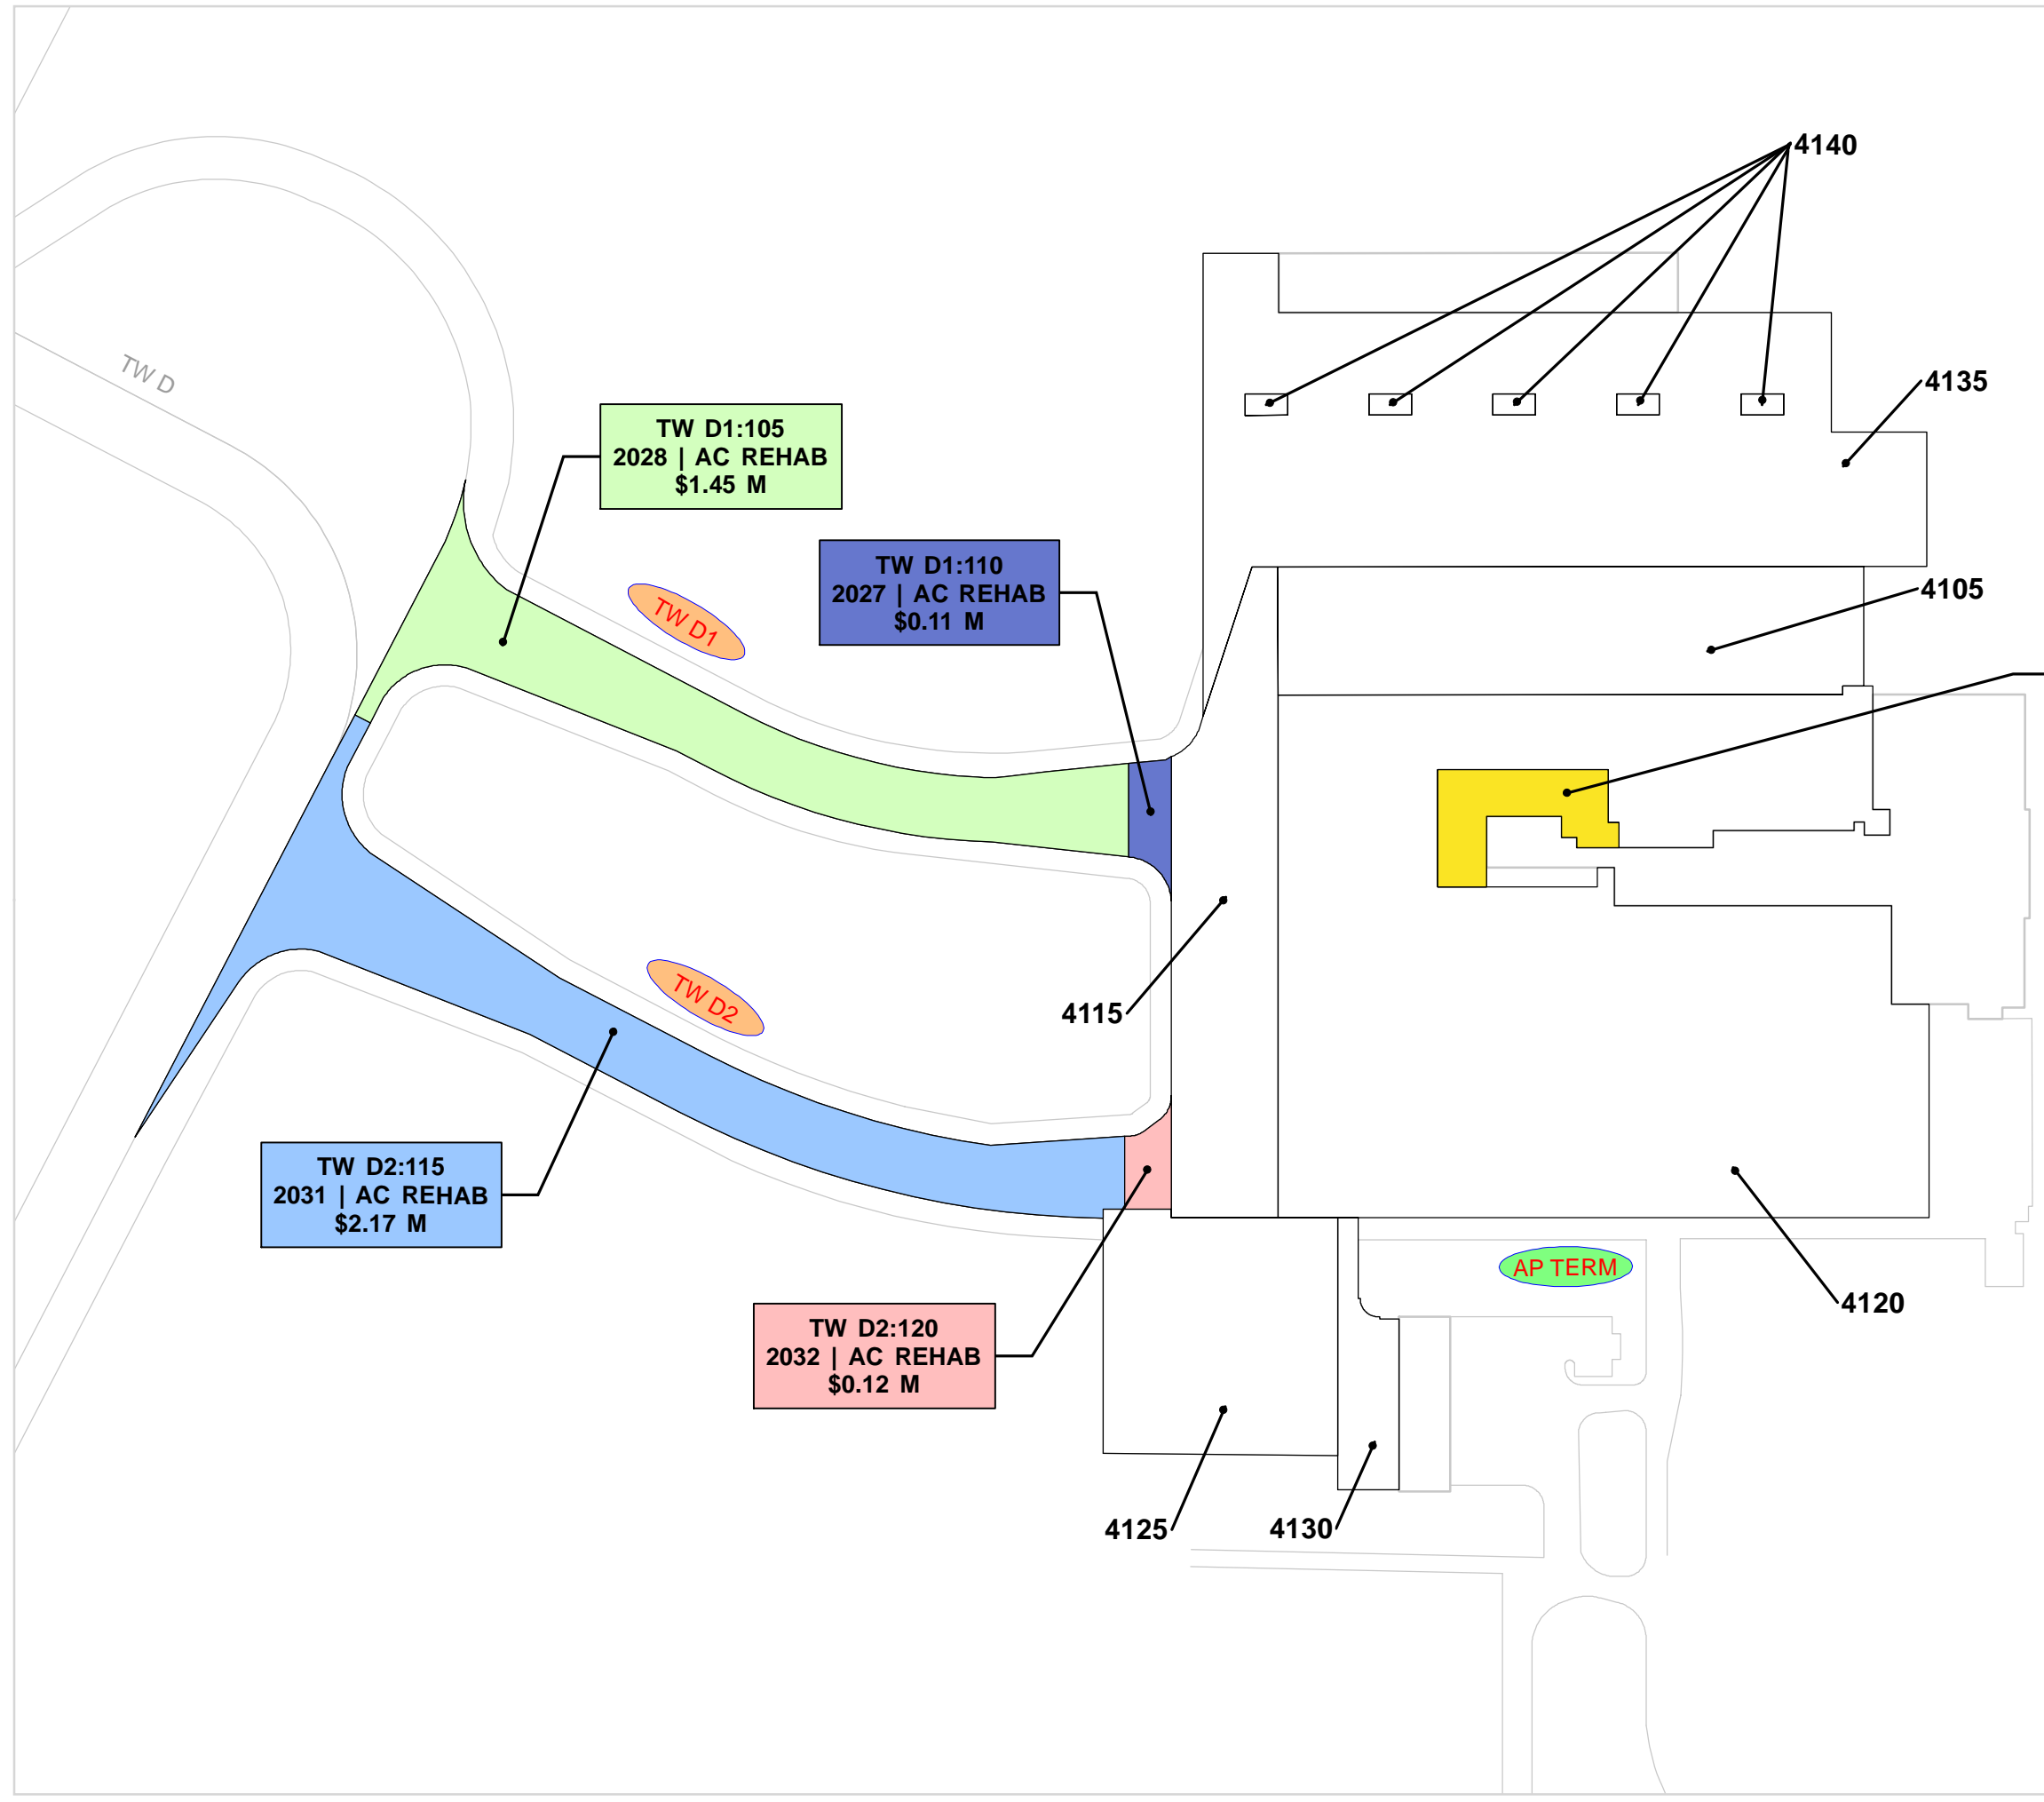 4140
TW D
4135
TW D1:105
2028 | AC REHAB
$1.45 M
TW D1:110
2027 | AC REHAB
$0.11 M
4105
TW D1
TW D2
4115
TW D2:115
2031 | AC REHAB
$2.17 M
AP TERM
4120
TW D2:120
2032 | AC REHAB
$0.12 M
4125
4130